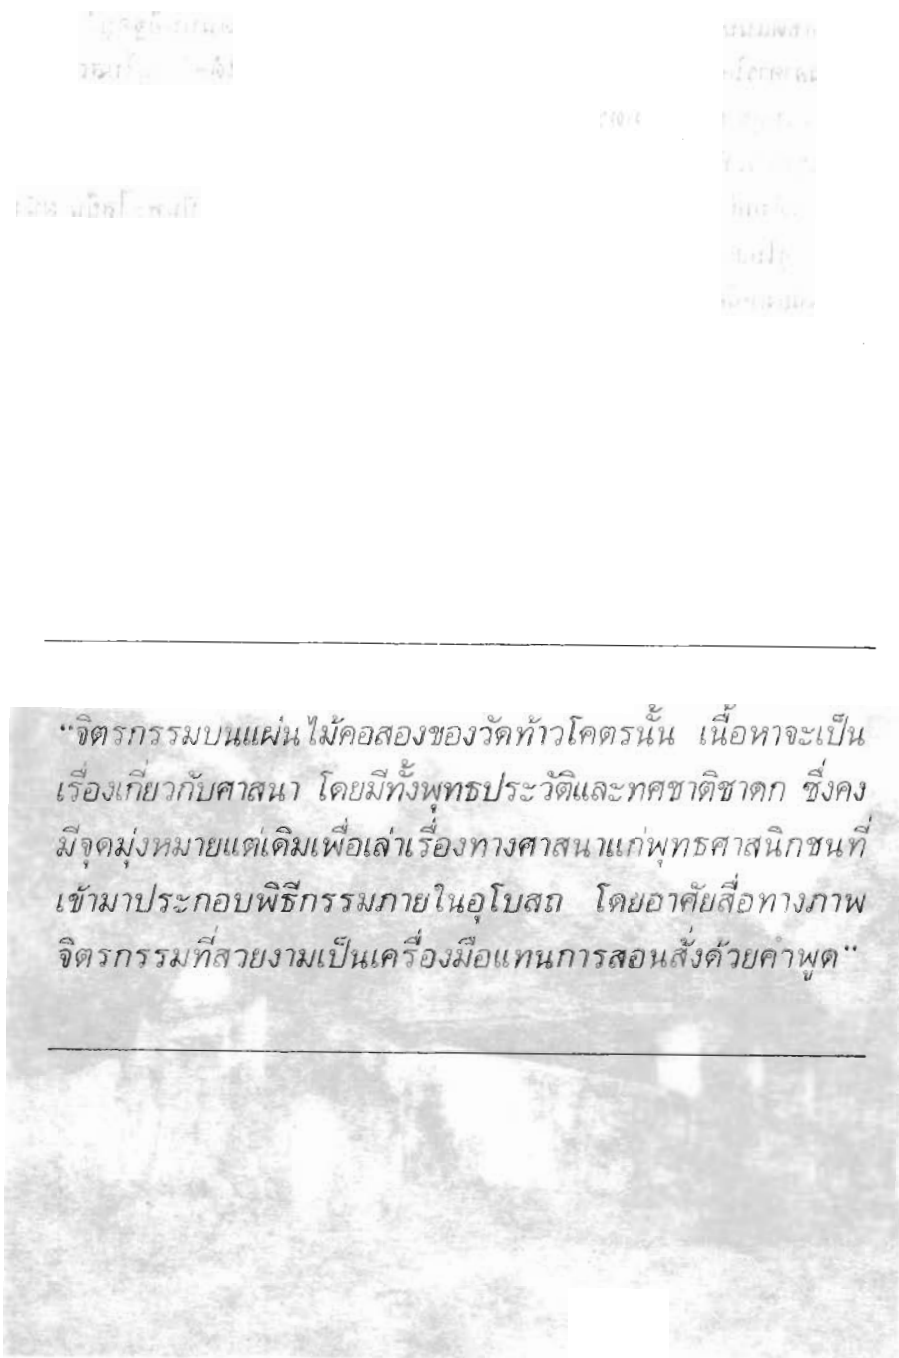 “จิตรกรรมบนแผ่นไม้คอสองของวัดท้าวโคตรนั้น เนื้อหาจะเป็น
เรื่องเกี่ยวกับศาสนา โดยมีทั้งพุทธประวัติและทศชาติชาดก ซึ่งคง
มีจุดมุ่งหมายแต่เดิมเพื่อเล่าเรื่องทางศาสนาแก่พุทธศาสนิกชนที่
เข้ามาประกอบพิธีกรรมภายในอุโบสถ โดยอาศัยสื่อทางภาพ
จิตรกรรมที่สวยงามเป็นเครื่องมือแทนการสอนสั่งด้วยคำพูด“